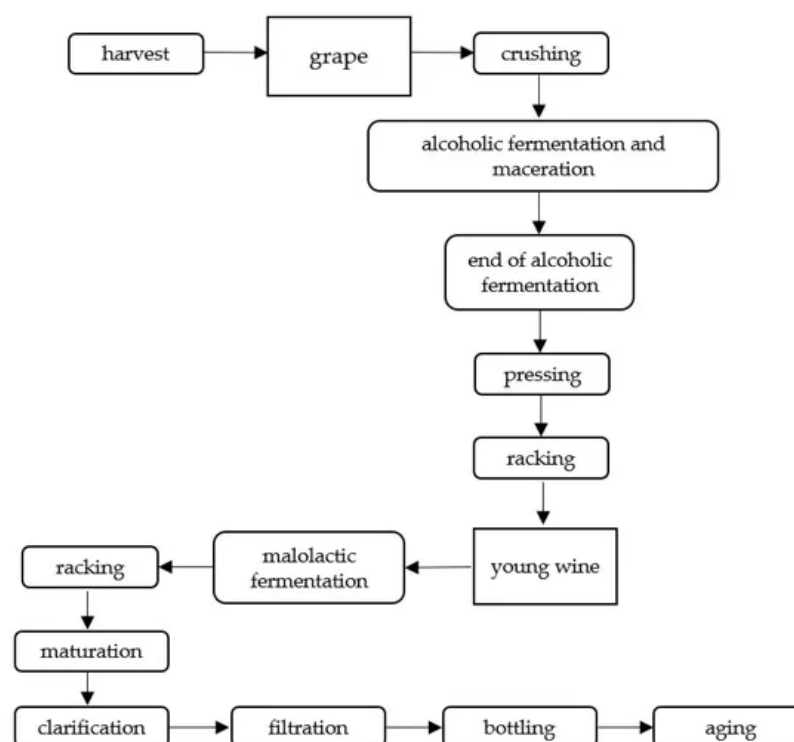 harvest
grape
crushing
alcoholic fermentation and
maceration
end of alcoholic
fermentation
pressing
racking
young wine
malolactic
fermentation
racking
maturation
clarification
filtration
bottling
aging